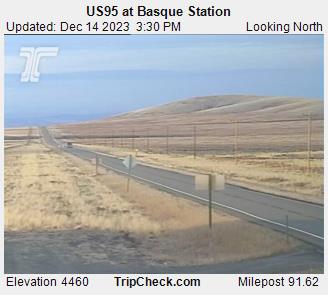 US95 at Basque Station
Updated: Dec 14 2023 3:30 PM Looking North
Elevation 4460 TripCheck.com Milepost 91.62